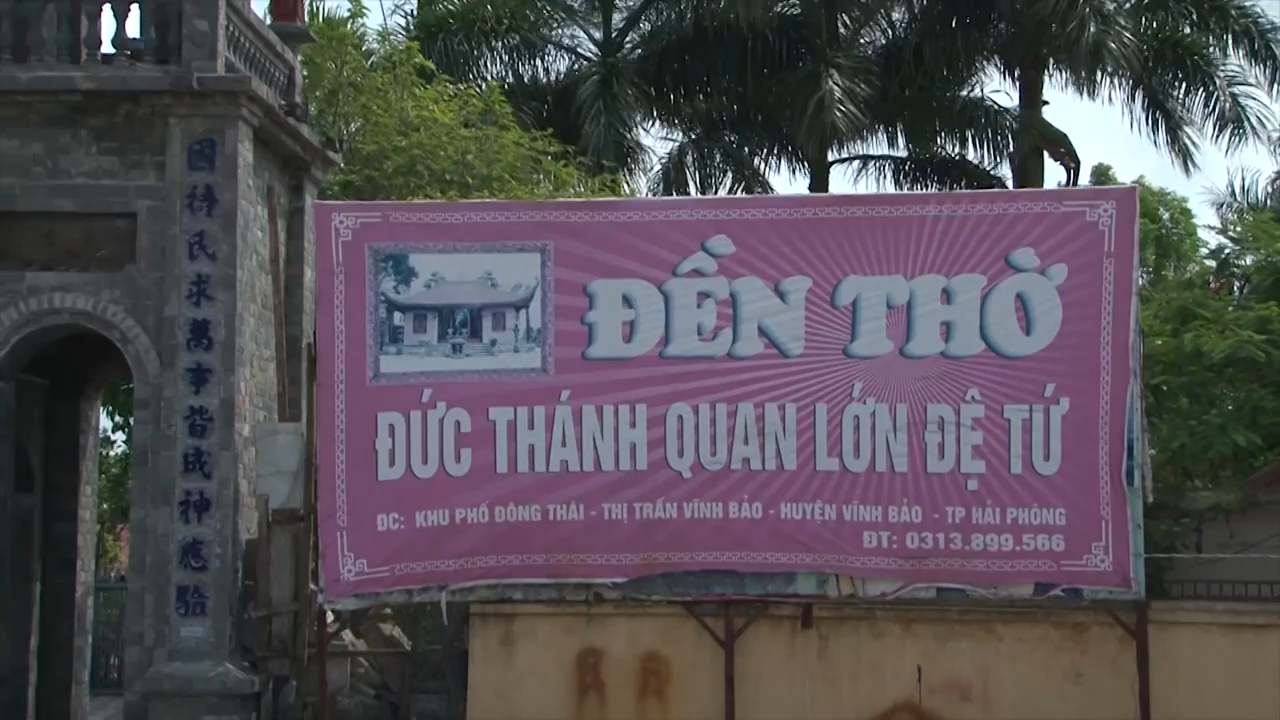 國禱民求萬事皆成神應驗
ĐỀN THỜ
ĐỨC THÁNH QUAN LỚN ĐỆ TỨ
ĐC: KHU PHỐ ĐÔNG THÁI - THỊ TRẤN VĨNH BẢO - HUYỆN VĨNH BẢO - TP HẢI PHÒNG
ĐT: 0313.899.566